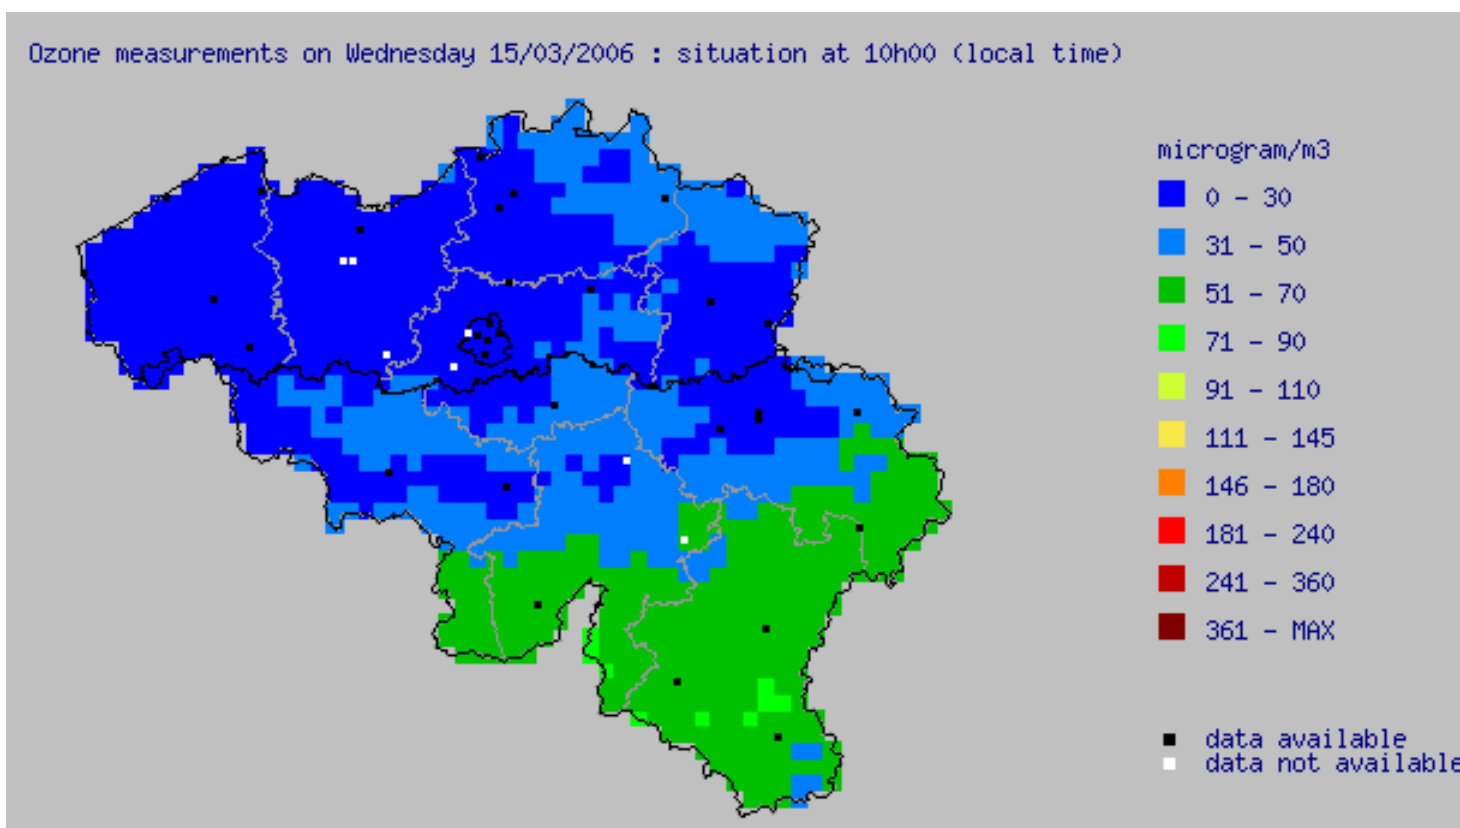 Ozone measurements on Wednesday 15/03/2006 : situation at 10h00 (local time)
microgram/m3
0 - 30
31 - 50
51 - 70
71 - 90
91 - 110
111 - 145
146 - 180
181 - 240
241 - 360
361 - MAX
data available
data not available